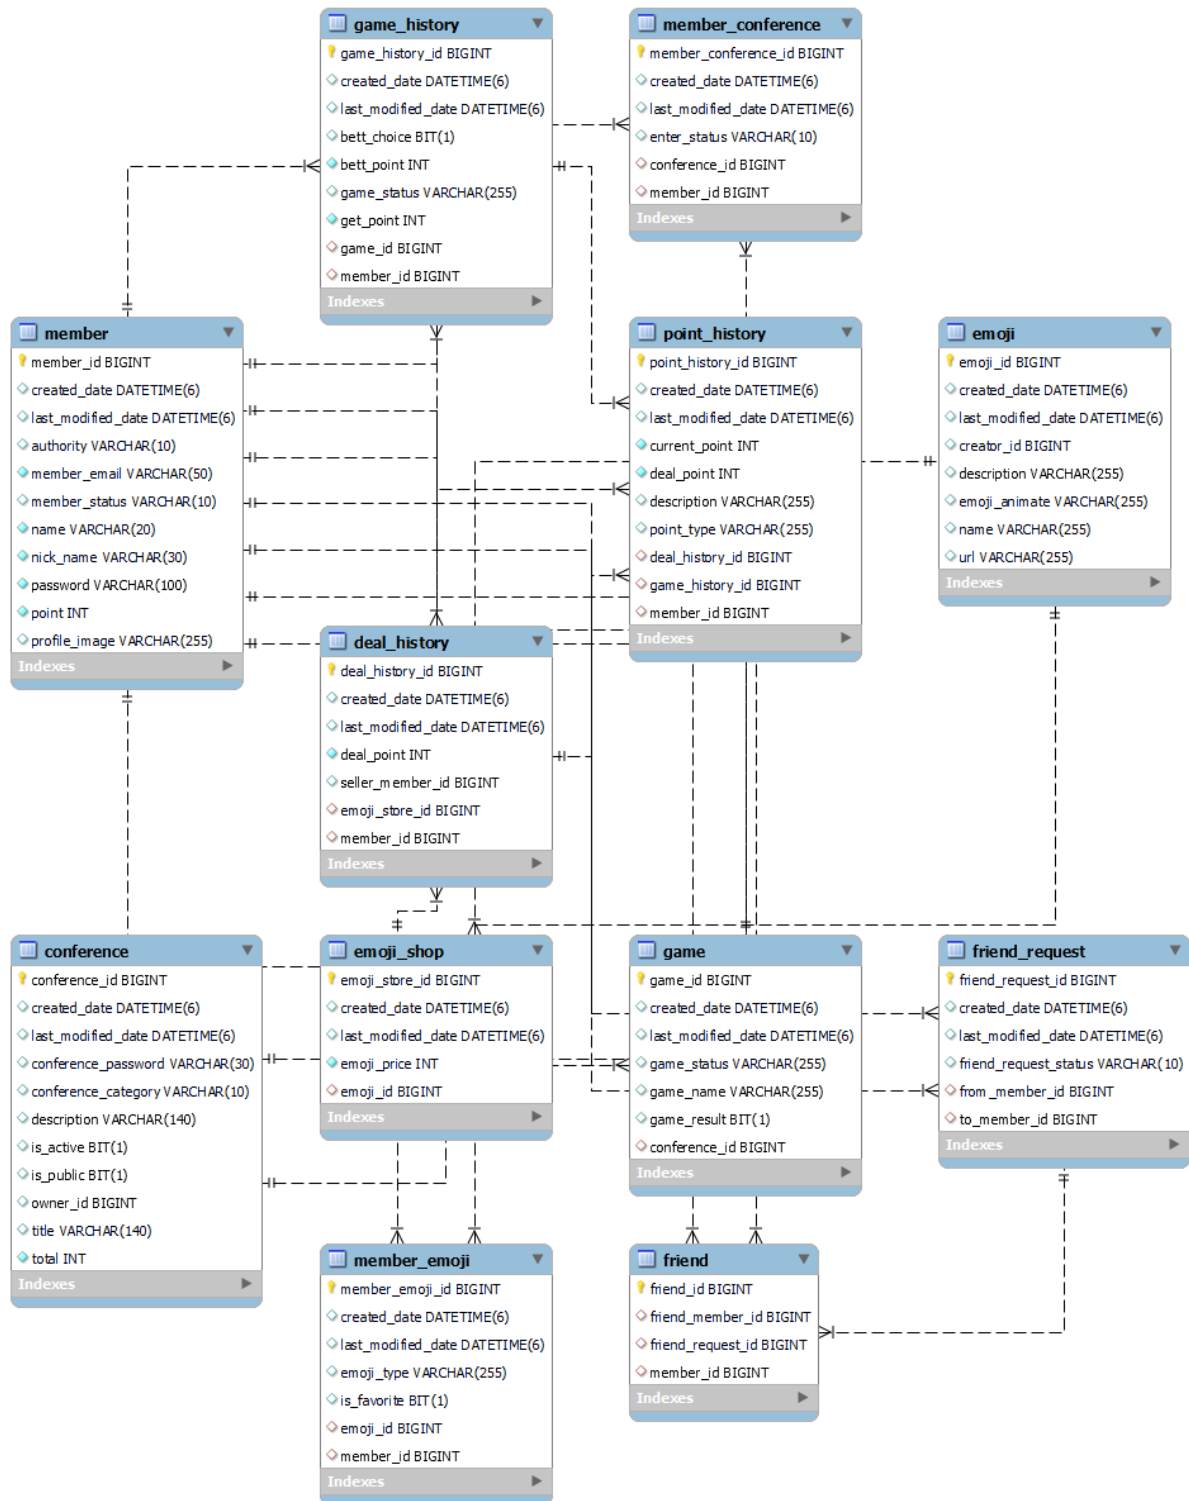 game_history
game_history_id BIGINT
created_date DATETIME(6)
last_modified_date DATETIME(6)
bett_choice BIT(1)
bett_point INT
game_status VARCHAR(255)
get_point INT
game_id BIGINT
member_id BIGINT
Indexes
member_conference
member_conference_id BIGINT
created_date DATETIME(6)
last_modified_date DATETIME(6)
enter_status VARCHAR(10)
conference_id BIGINT
member_id BIGINT
Indexes
member
member_id BIGINT
created_date DATETIME(6)
last_modified_date DATETIME(6)
authority VARCHAR(10)
member_email VARCHAR(50)
member_status VARCHAR(10)
name VARCHAR(20)
nick_name VARCHAR(30)
password VARCHAR(100)
point INT
profile_image VARCHAR(255)
Indexes
point_history
point_history_id BIGINT
created_date DATETIME(6)
last_modified_date DATETIME(6)
current_point INT
deal_point INT
description VARCHAR(255)
point_type VARCHAR(255)
deal_history_id BIGINT
game_history_id BIGINT
member_id BIGINT
Indexes
emoji
emoji_id BIGINT
created_date DATETIME(6)
last_modified_date DATETIME(6)
creator_id BIGINT
description VARCHAR(255)
emoji_animate VARCHAR(255)
name VARCHAR(255)
url VARCHAR(255)
Indexes
deal_history
deal_history_id BIGINT
created_date DATETIME(6)
last_modified_date DATETIME(6)
deal_point INT
seller_member_id BIGINT
emoji_store_id BIGINT
member_id BIGINT
Indexes
conference
conference_id BIGINT
created_date DATETIME(6)
last_modified_date DATETIME(6)
conference_password VARCHAR(30)
conference_category VARCHAR(10)
description VARCHAR(140)
is_active BIT(1)
is_public BIT(1)
owner_id BIGINT
title VARCHAR(140)
total INT
Indexes
emoji_shop
emoji_store_id BIGINT
created_date DATETIME(6)
last_modified_date DATETIME(6)
emoji_price INT
emoji_id BIGINT
Indexes
game
game_id BIGINT
created_date DATETIME(6)
last_modified_date DATETIME(6)
game_status VARCHAR(255)
game_name VARCHAR(255)
game_result BIT(1)
conference_id BIGINT
Indexes
friend_request
friend_request_id BIGINT
created_date DATETIME(6)
last_modified_date DATETIME(6)
friend_request_status VARCHAR(10)
from_member_id BIGINT
to_member_id BIGINT
Indexes
member_emoji
member_emoji_id BIGINT
created_date DATETIME(6)
last_modified_date DATETIME(6)
emoji_type VARCHAR(255)
is_favorite BIT(1)
emoji_id BIGINT
member_id BIGINT
Indexes
friend
friend_id BIGINT
friend_member_id BIGINT
friend_request_id BIGINT
member_id BIGINT
Indexes